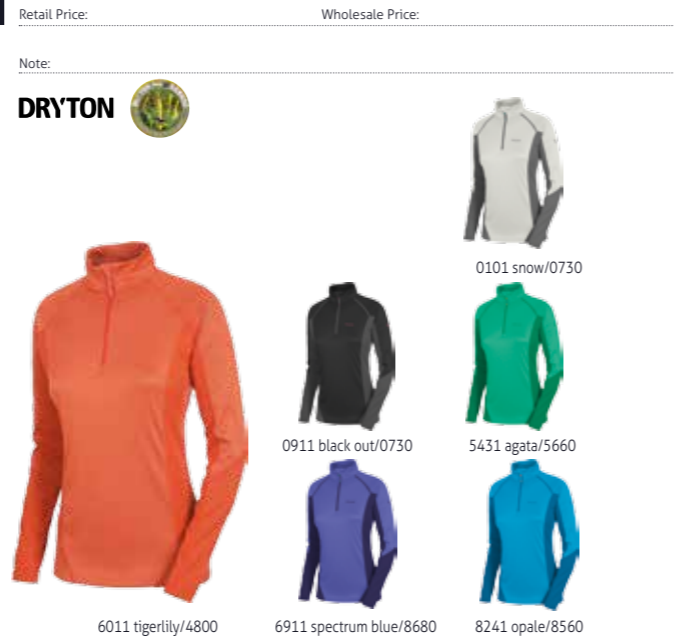 Retail Price: Wholesale Price:
Note:
DRYTON
0101 snow/0730
0911 black out/0730 5431 agata/5660
6011 tigerlily/4800 6911 spectrum blue/8680 8241 opale/8560